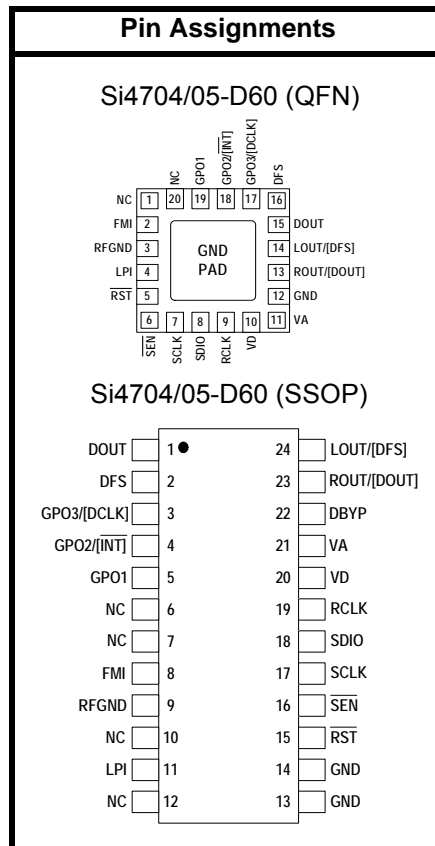 Pin Assignments
Si4704/05-D60 (QFN)
NC
GPO1
GPO2/[INT]
GPO3/[DCLK]
DFS
NC 1 20 19 18 17 16
FMI 2 15 DOUT
RFGND 3 GND PAD 14 LOUT/[DFS]
LPI 4 13 ROUT/[DOUT]
RST 5 12 GND
6 7 8 9 10 11 VA
SEN
SCLK
SDIO
RCLK
VD
Si4704/05-D60 (SSOP)
DOUT 1 24 LOUT/[DFS]
DFS 2 23 ROUT/[DOUT]
GPO3/[DCLK] 3 22 DBYP
GPO2/[INT] 4 21 VA
GPO1 5 20 VD
NC 6 19 RCLK
NC 7 18 SDIO
FMI 8 17 SCLK
RFGND 9 16 SEN
NC 10 15 RST
LPI 11 14 GND
NC 12 13 GND